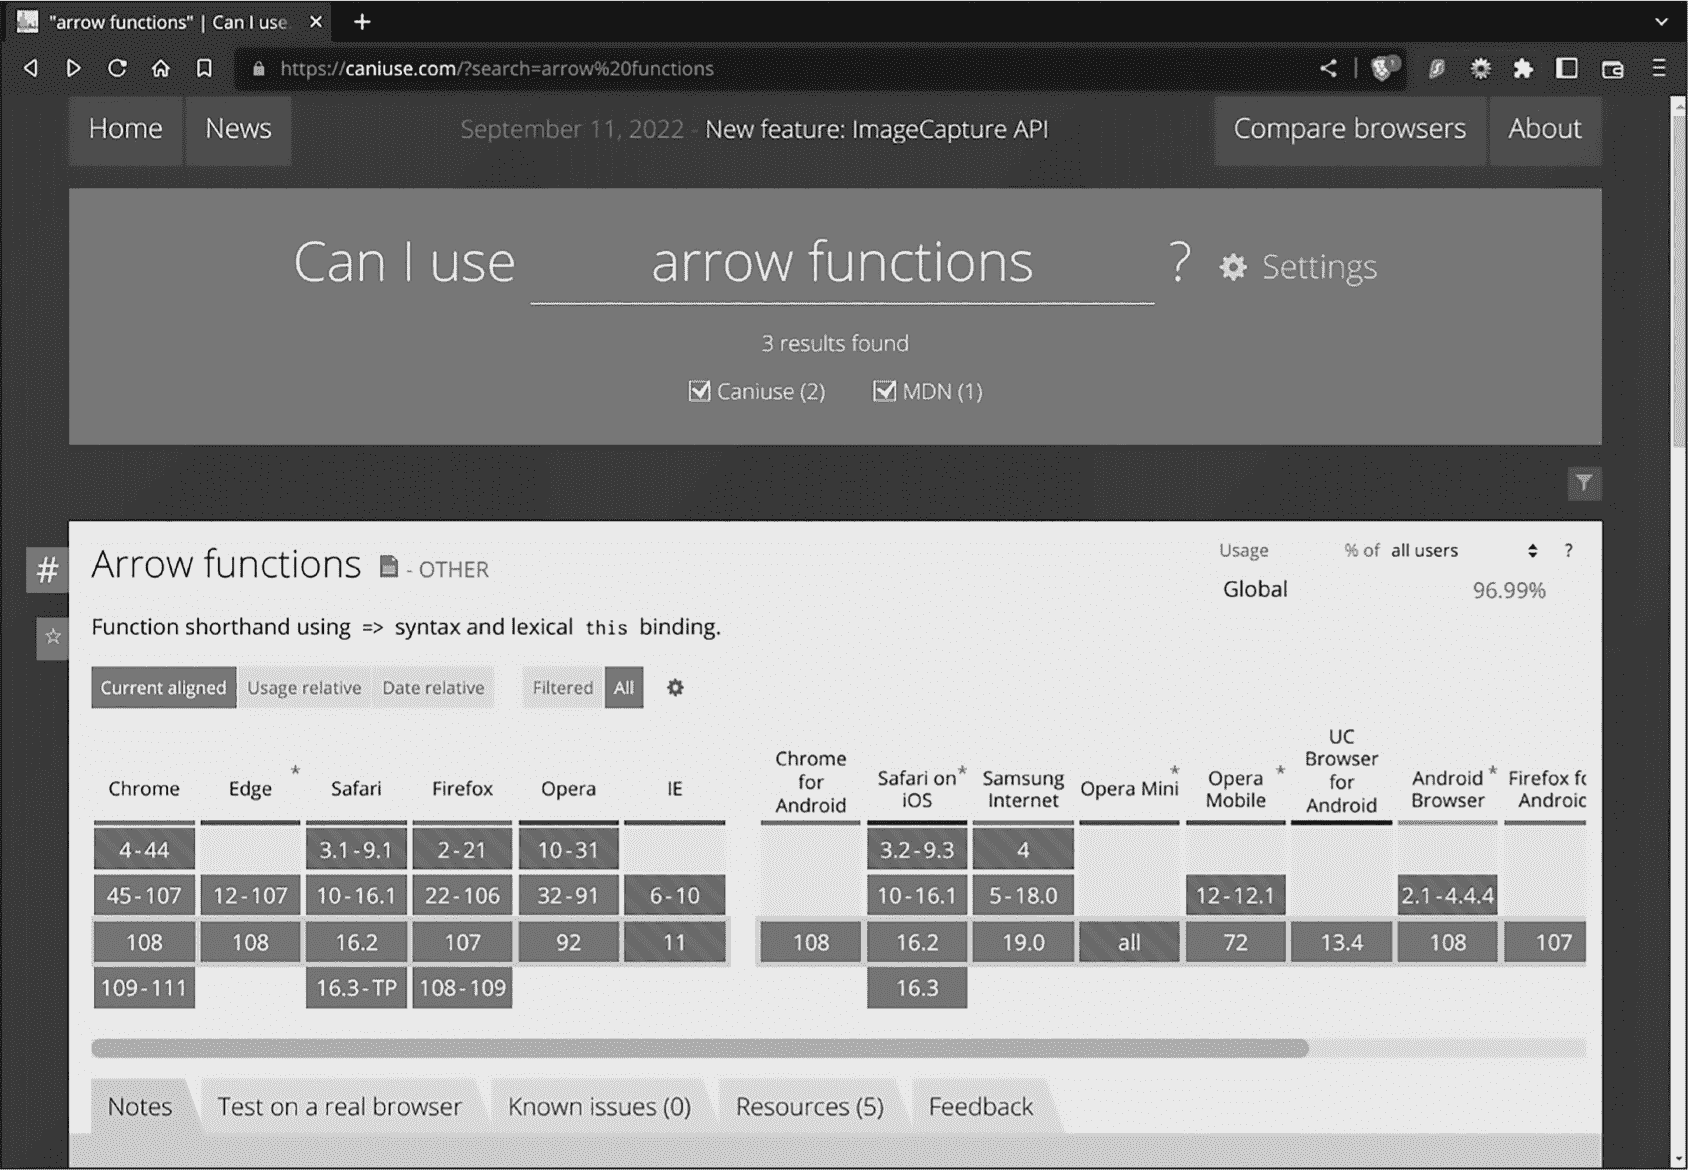 "arrow functions" | Can I use
https://caniuse.com/?search=arrow%20functions
Home News September 11, 2022 - New feature: ImageCapture API Compare browsers About
Can I use arrow functions ? Settings
3 results found
Caniuse (2) MDN (1)
# Arrow functions - OTHER
Usage % of all users ?
Global 96.99%
Function shorthand using => syntax and lexical this binding.
Current aligned Usage relative Date relative Filtered All
Chrome Edge * Safari Firefox Opera IE Chrome for Android Safari on iOS * Samsung Internet Opera Mini * Opera Mobile * UC Browser for Android Android Browser * Firefox fo Android
4-44 3.1-9.1 2-21 10-31 3.2-9.3 4
45-107 12-107 10-16.1 22-106 32-91 6-10 10-16.1 5-18.0 12-12.1 2.1-4.4.4
108 108 16.2 107 92 11 108 16.2 19.0 all 72 13.4 108 107
109-111 16.3-TP 108-109 16.3
Notes Test on a real browser Known issues (0) Resources (5) Feedback